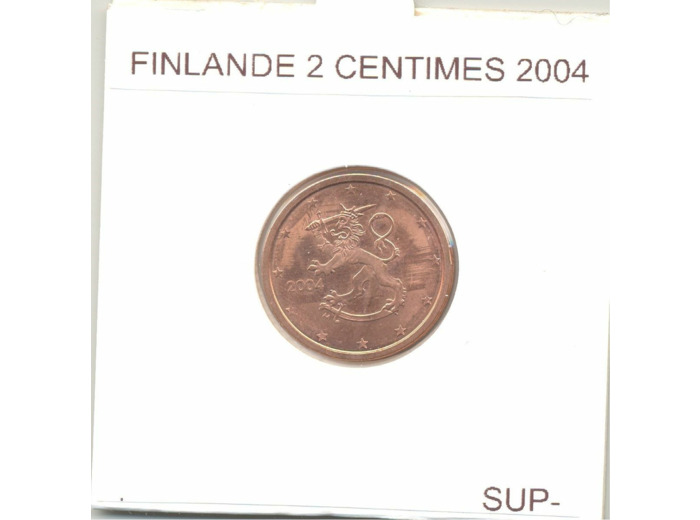 FINLANDE 2 CENTIMES 2004
2004
SUP-